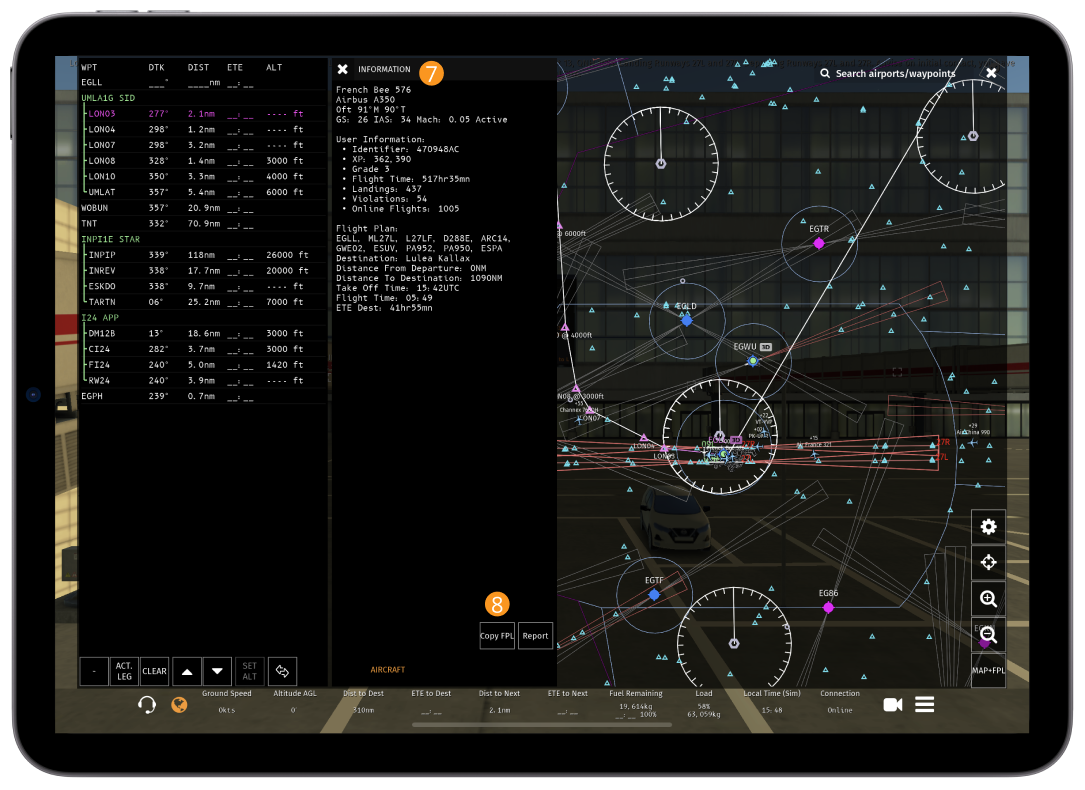 WPT DTK DIST ETE ALT
EGLL ___° ____nm __:__
UMLA1G SID
LON03 277° 2.1nm __:__ ---- ft
LON04 298° 1.2nm __:__ ---- ft
LON07 298° 3.2nm __:__ ---- ft
LON08 328° 1.4nm __:__ 3000 ft
LON10 350° 3.3nm __:__ 4000 ft
UMLAT 357° 5.4nm __:__ 6000 ft
WOBUN 357° 20.9nm __:__
TNT 332° 70.9nm __:__
INPI1E STAR
INPIP 339° 118nm __:__ 26000 ft
INREV 338° 17.7nm __:__ 20000 ft
ESKDO 338° 9.7nm __:__ ---- ft
TARTN 06° 25.2nm __:__ 7000 ft
I24 APP
DM12B 13° 18.6nm __:__ 3000 ft
CI24 282° 3.7nm __:__ 3000 ft
FI24 240° 5.0nm __:__ 1420 ft
RW24 240° 3.9nm __:__ ---- ft
EGPH 239° 0.7nm __:__
- ACT. LEG CLEAR SET ALT
INFORMATION 7
French Bee 576
Airbus A350
0ft 91°M 90°T
GS: 26 IAS: 34 Mach: 0.05 Active
User Information:
• Identifier: 470948AC
• XP: 362,390
• Grade 3
• Flight Time: 517hr35min
• Landings: 437
• Violations: 54
• Online Flights: 1005
Flight Plan:
EGLL, ML27L, L27LF, D288E, ARC14,
GWE02, ESUV, PA952, PA950, ESPA
Destination: Lulea Kallax
Distance From Departure: 0NM
Distance To Destination: 1090NM
Take Off Time: 15:42UTC
Flight Time: 05:49
ETE Dest: 41hr55mn
8
Copy FPL Report
AIRCRAFT
Search airports/waypoints
@ 6000ft
EGTR
EGLD
@ 4000ft
EGWU 3D
N08 @ 3000ft
+35
LON07
+29
Air China 990
+35
Air France 321
LON04
LON03
27R
27L
EGTF
EG86
MAP+FPL
Ground Speed Altitude AGL Dist to Dest ETE to Dest Dist to Next ETE to Next Fuel Remaining Load Local Time (Sim) Connection
0kts 0' 310nm __:__ 2.1nm __:__ 19,614kg 58% 15:48 Online
__:__ 100% 63,059kg